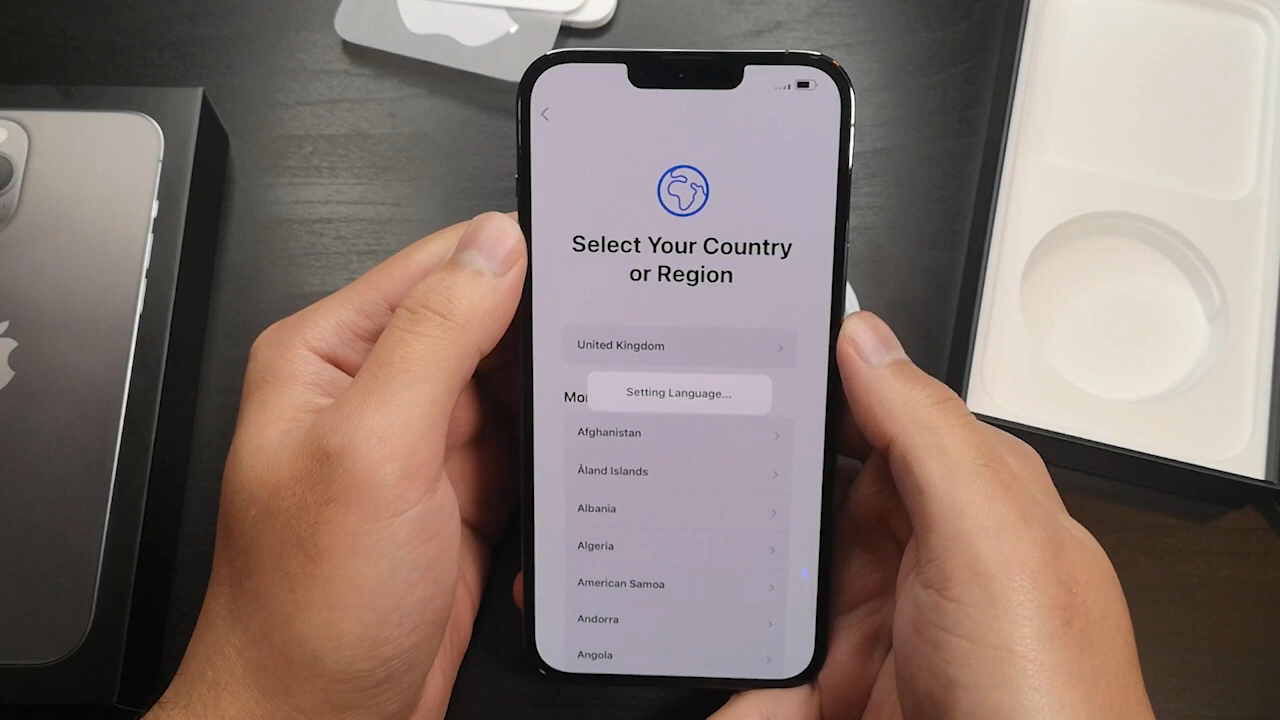 Select Your Country
or Region
United Kingdom
Setting Language...
Afghanistan
Åland Islands
Albania
Algeria
American Samoa
Andorra
Angola